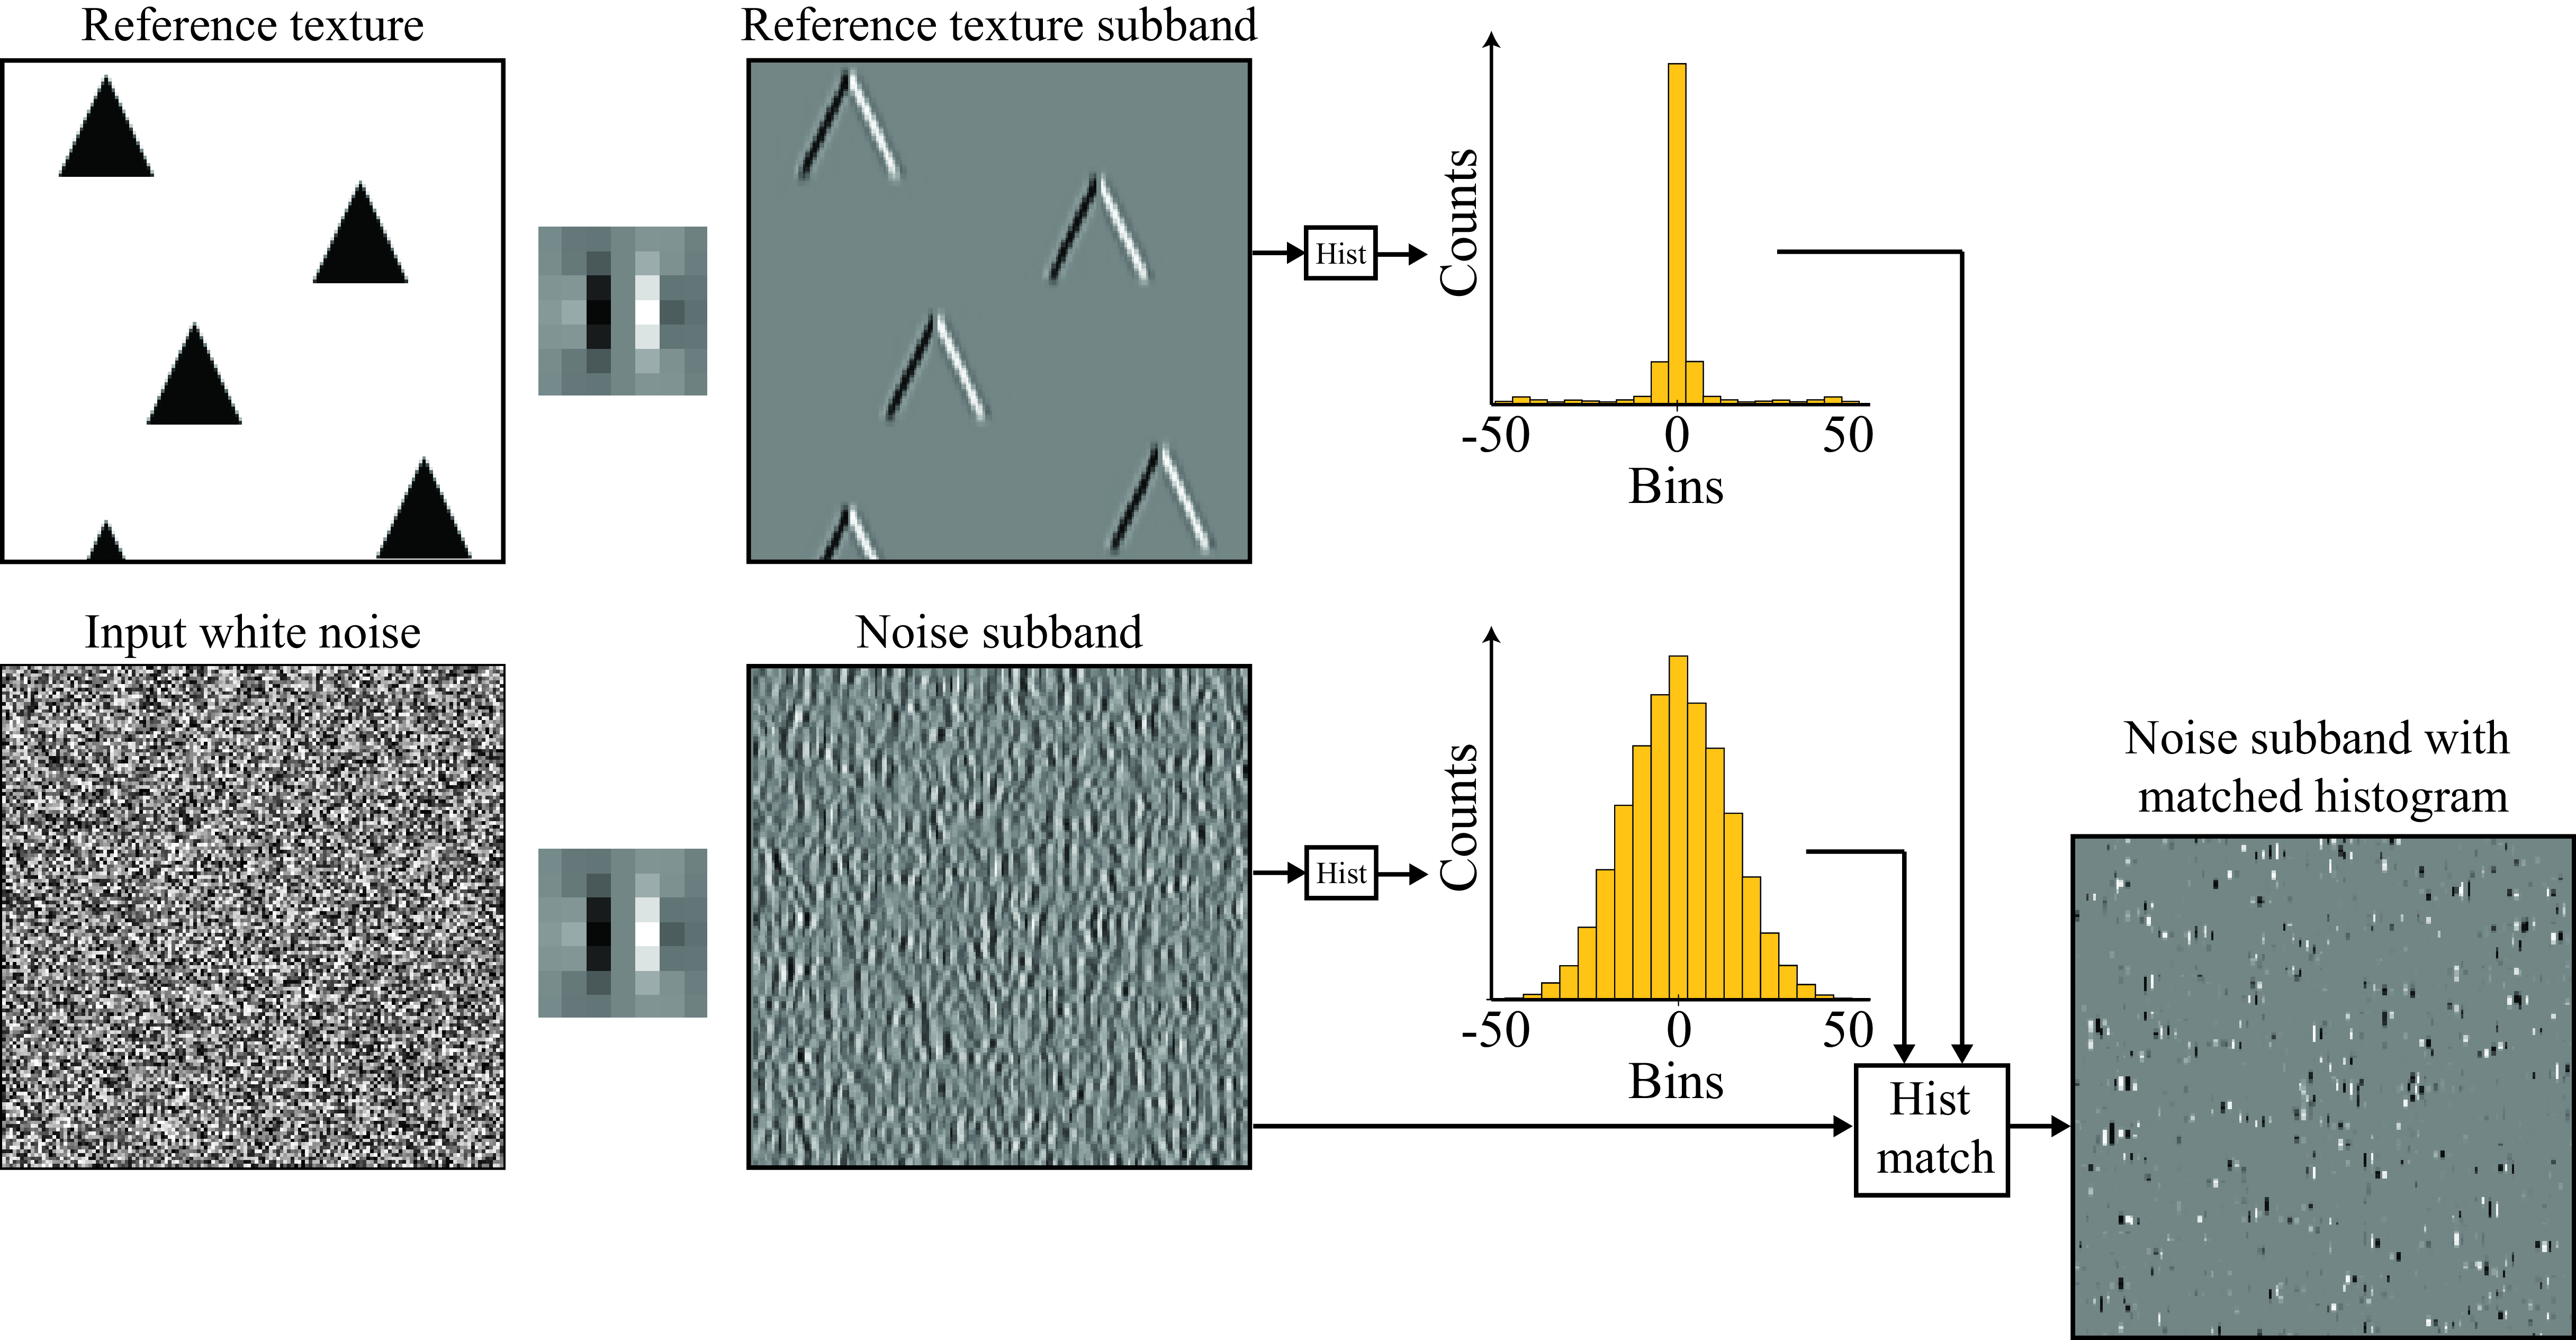 Reference texture
Reference texture subband
Counts
Hist
-50 0 50
Bins
Input white noise
Noise subband
Counts
Hist
-50 0 50
Bins
Noise subband with
matched histogram
Hist
match